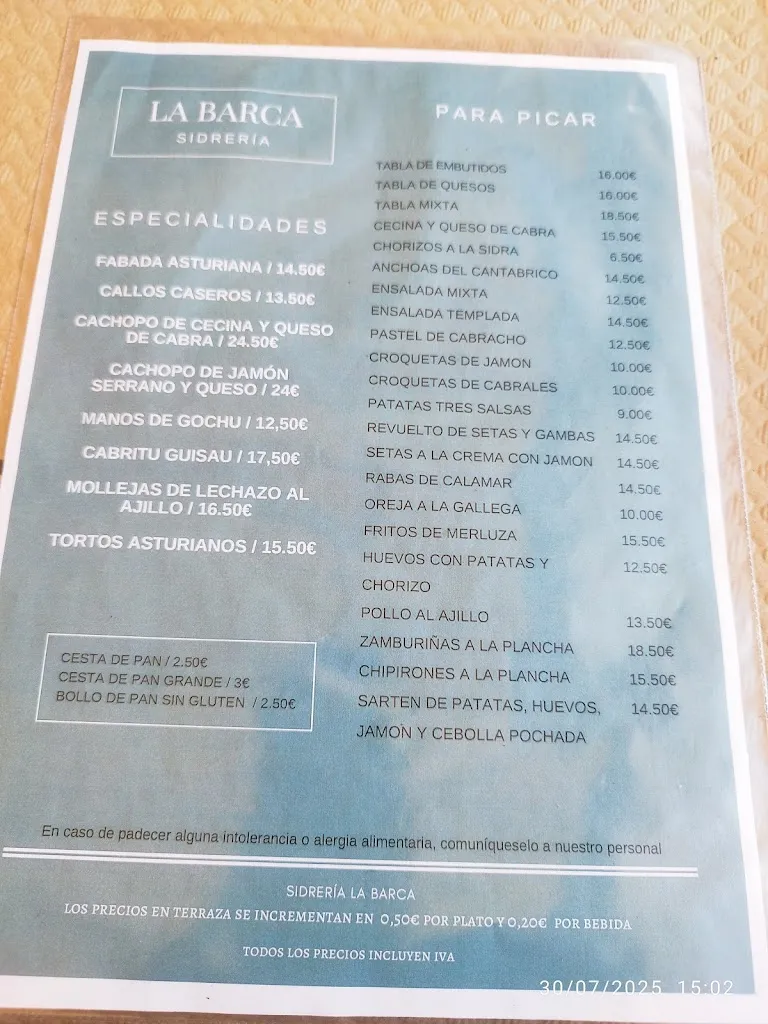 LA BARCA
SIDRERÍA
ESPECIALIDADES
FABADA ASTURIANA / 14.50€
CALLOS CASEROS / 13.50€
CACHOPO DE CECINA Y QUESO
DE CABRA / 24.50€
CACHOPO DE JAMÓN
SERRANO Y QUESO / 24€
MANOS DE GOCHU / 12,50€
CABRITU GUISAU / 17,50€
MOLLEJAS DE LECHAZO AL
AJILLO / 16.50€
TORTOS ASTURIANOS / 15.50€
CESTA DE PAN / 2.50€
CESTA DE PAN GRANDE / 3€
BOLLO DE PAN SIN GLUTEN / 2.50€
PARA PICAR
TABLA DE EMBUTIDOS 16.00€
TABLA DE QUESOS 16.00€
TABLA MIXTA 18.50€
CECINA Y QUESO DE CABRA 15.50€
CHORIZOS A LA SIDRA 6.50€
ANCHOAS DEL CANTABRICO 14.50€
ENSALADA MIXTA 12.50€
ENSALADA TEMPLADA 14.50€
PASTEL DE CABRACHO 12.50€
CROQUETAS DE JAMON 10.00€
CROQUETAS DE CABRALES 10.00€
PATATAS TRES SALSAS 9.00€
REVUELTO DE SETAS Y GAMBAS 14.50€
SETAS A LA CREMA CON JAMON 14.50€
RABAS DE CALAMAR 14.50€
OREJA A LA GALLEGA 10.00€
FRITOS DE MERLUZA 15.50€
HUEVOS CON PATATAS Y 12.50€
CHORIZO
POLLO AL AJILLO 13.50€
ZAMBURIÑAS A LA PLANCHA 18.50€
CHIPIRONES A LA PLANCHA 15.50€
SARTEN DE PATATAS, HUEVOS, 14.50€
JAMON Y CEBOLLA POCHADA
En caso de padecer alguna intolerancia o alergia alimentaria, comuníqueselo a nuestro personal
SIDRERÍA LA BARCA
LOS PRECIOS EN TERRAZA SE INCREMENTAN EN 0,50€ POR PLATO Y 0,20€ POR BEBIDA
TODOS LOS PRECIOS INCLUYEN IVA
30/07/2025 15:02